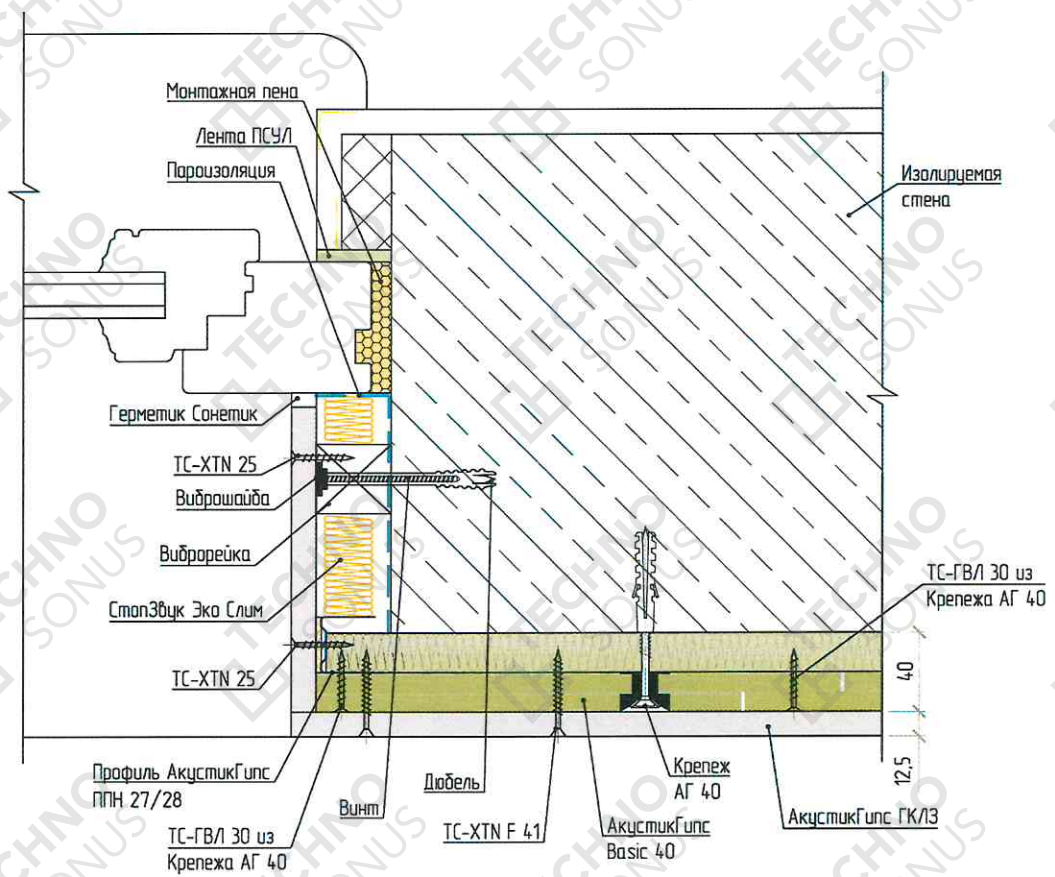 Монтажная пена
Лента ПСУЛ
Пароизоляция
Изолируемая
стена
Герметик Сонетик
ТС-XTN 25
Виброшайба
Виброрейка
СтопЗвук Эко Слим
ТС-XTN 25
ТС-ГВЛ 30 из
Крепежа АГ 40
40
12,5
Профиль АкустикГипс
ППН 27/28
ТС-ГВЛ 30 из
Крепежа АГ 40
Винт
Дюбель
ТС-XTN F 41
АкустикГипс
Basic 40
Крепеж
АГ 40
АкустикГипс ГКЛЗ
TECHNO
SONUS